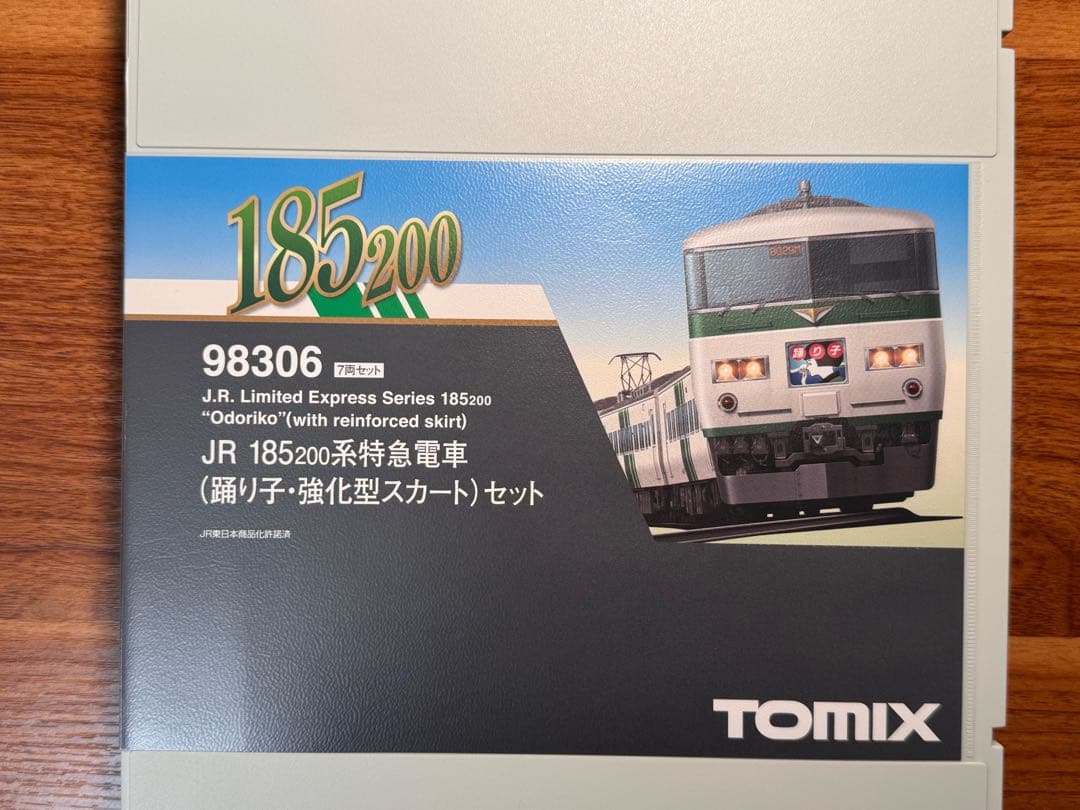 185200
98306 7両セット
J.R. Limited Express Series 185200
“Odoriko”(with reinforced skirt)
JR 185200系特急電車
（踊り子・強化型スカート）セット
JR東日本商品化許諾済
8029M
踊り子
TOMIX